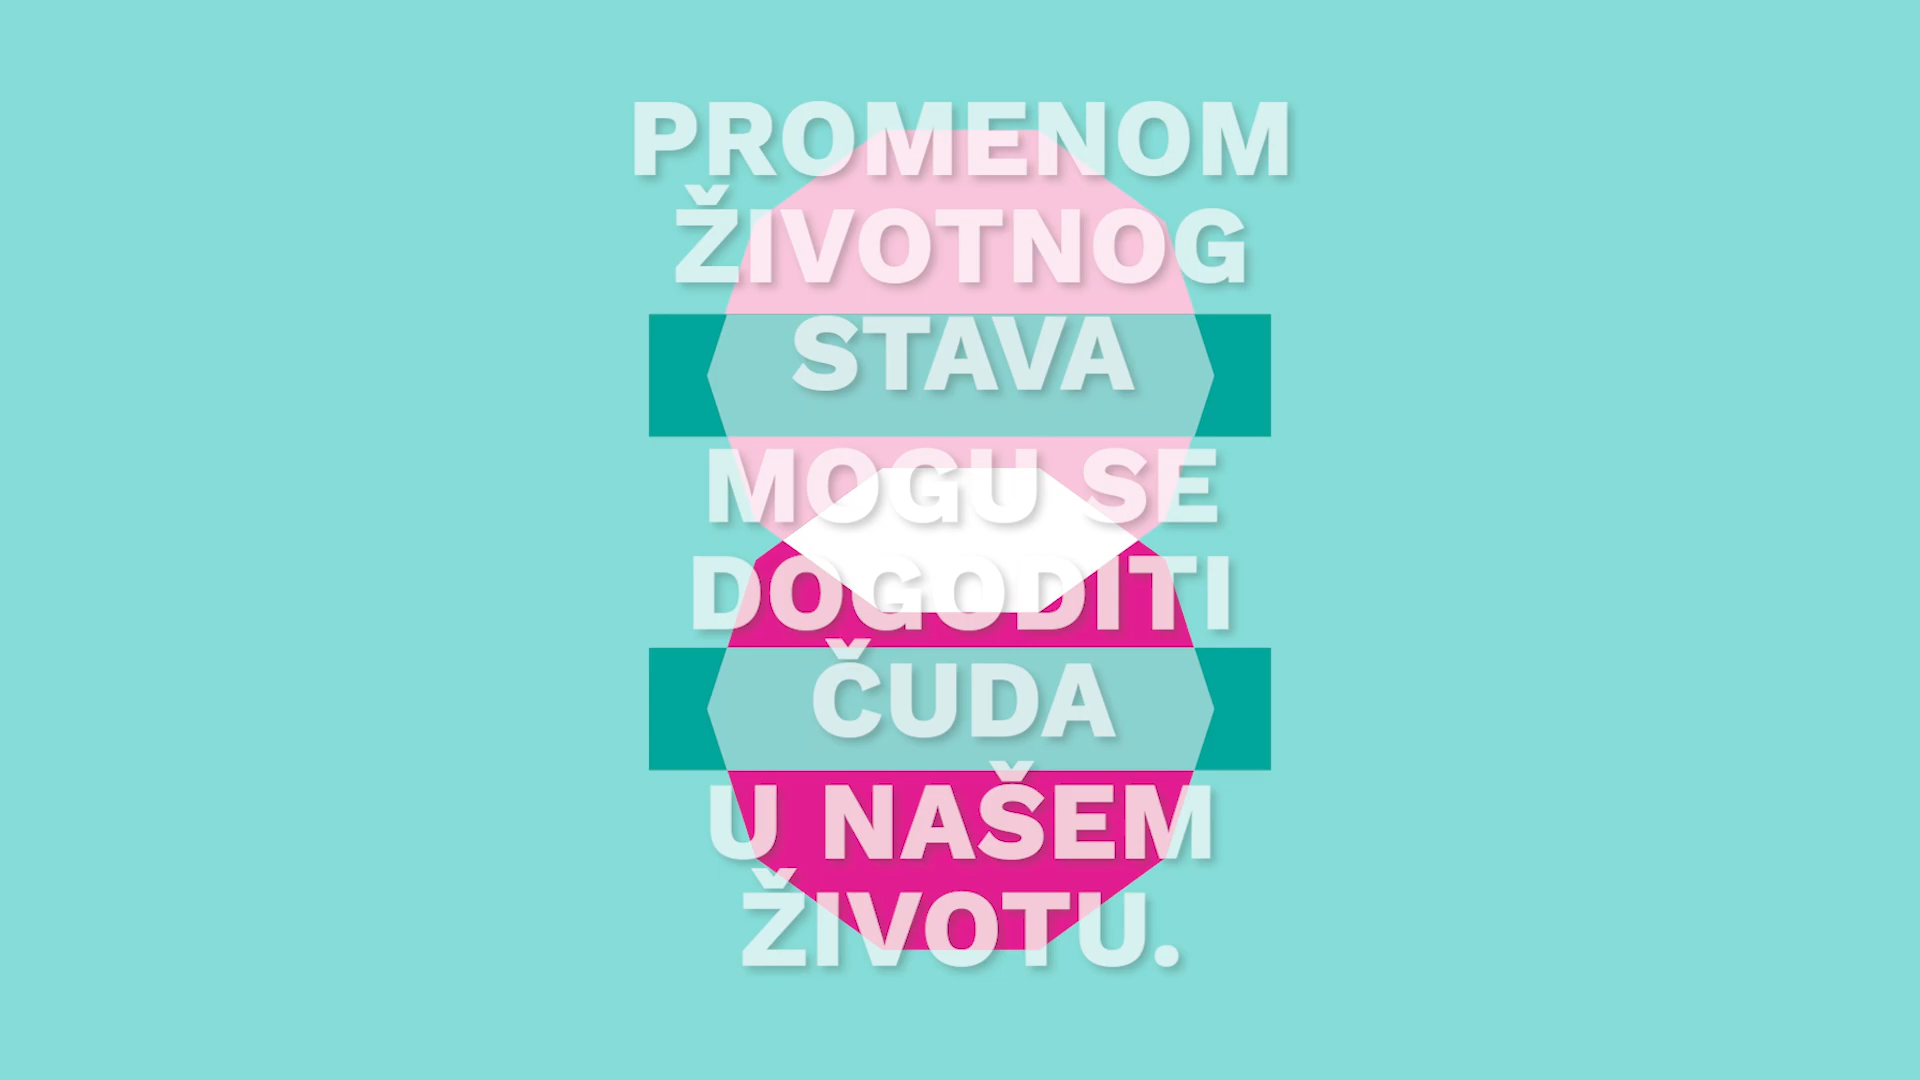 PROMENOM
ŽIVOTNOG
STAVA
MOGU SE
DOGODITI
ČUDA
U NAŠEM
ŽIVOTU.